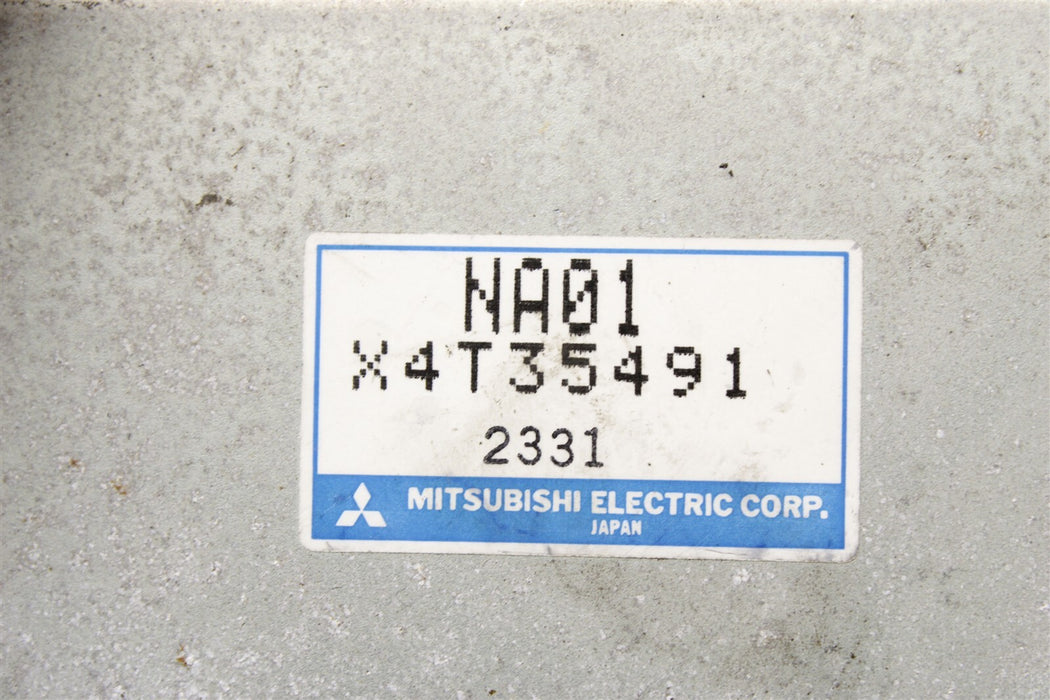 NA01
X4T35491
2331
MITSUBISHI ELECTRIC CORP.
JAPAN